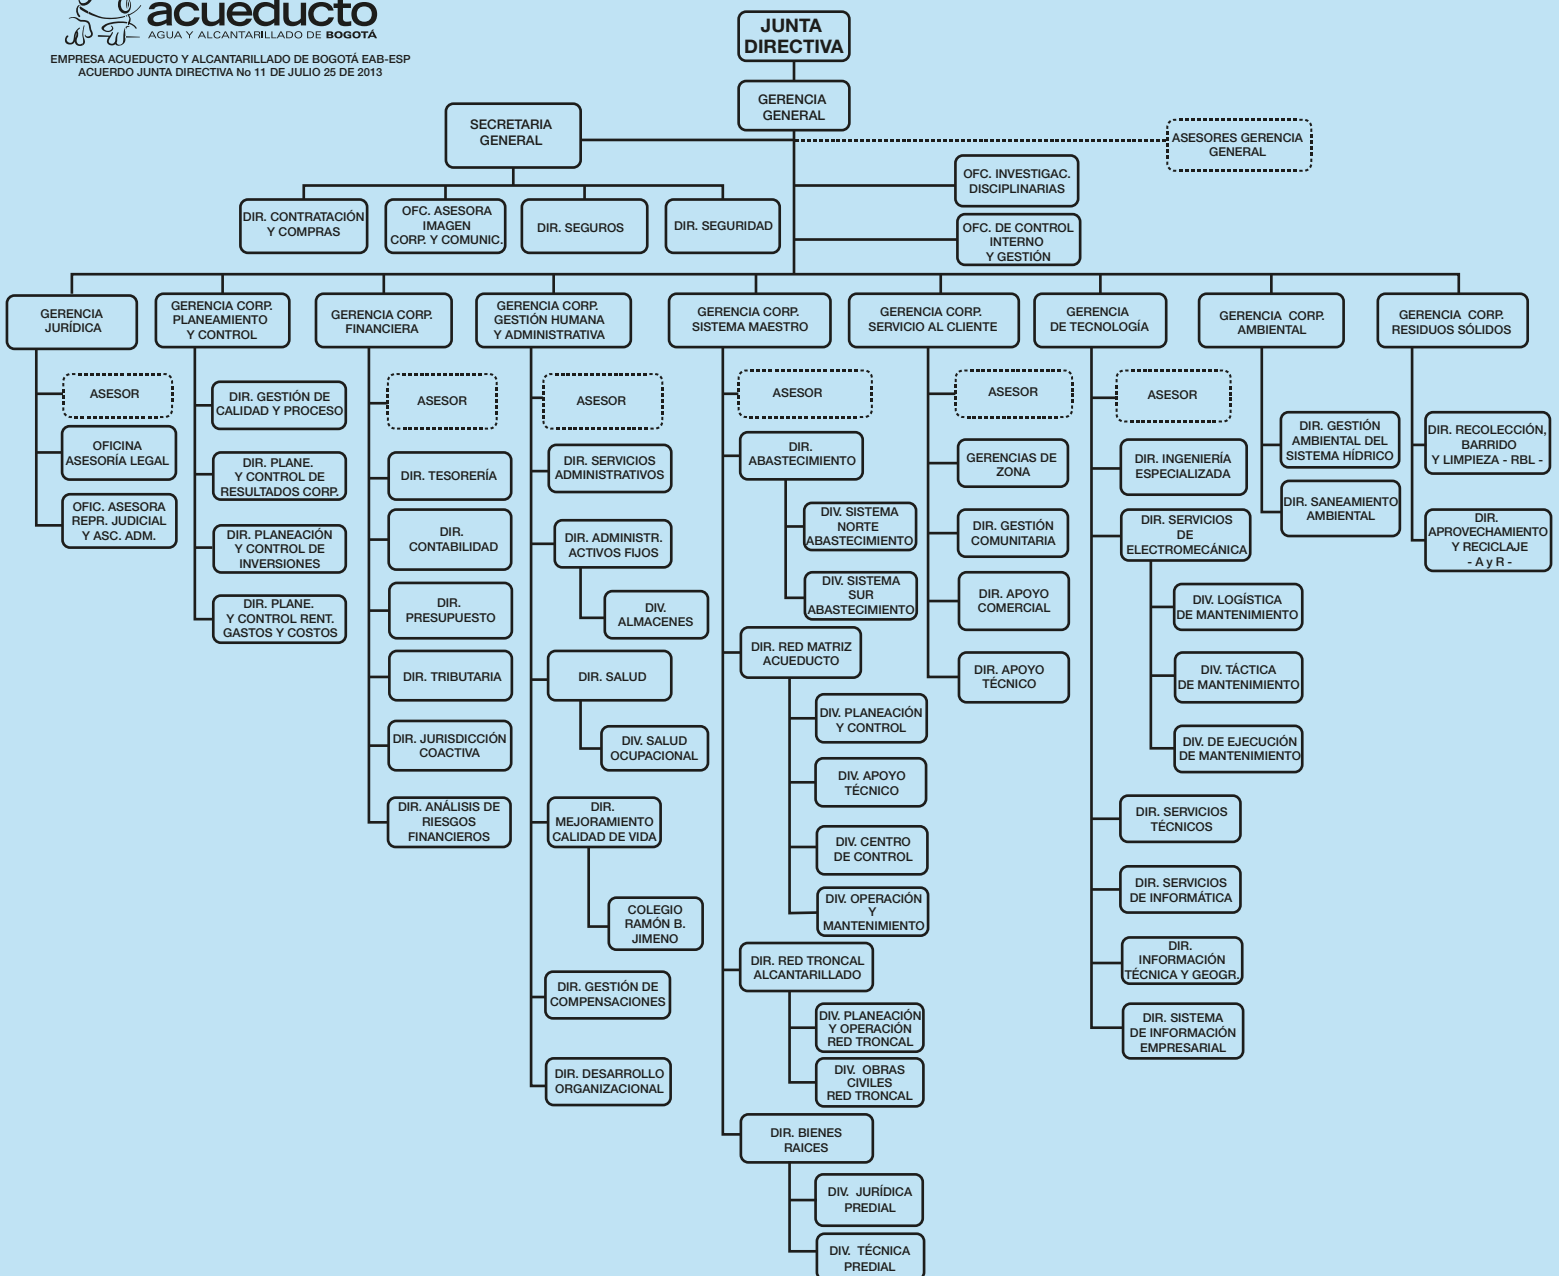 acueducto
AGUA Y ALCANTARILLADO DE BOGOTÁ
EMPRESA ACUEDUCTO Y ALCANTARILLADO DE BOGOTÁ EAB-ESP
ACUERDO JUNTA DIRECTIVA No 11 DE JULIO 25 DE 2013
JUNTA
DIRECTIVA
GERENCIA
GENERAL
SECRETARIA
GENERAL
ASESORES GERENCIA
GENERAL
OFC. INVESTIGAC.
DISCIPLINARIAS
OFC. DE CONTROL
INTERNO
Y GESTIÓN
DIR. CONTRATACIÓN
Y COMPRAS
OFC. ASESORA
IMAGEN
CORP. Y COMUNIC.
DIR. SEGUROS
DIR. SEGURIDAD
GERENCIA
JURÍDICA
ASESOR
OFICINA
ASESORÍA LEGAL
OFIC. ASESORA
REPR. JUDICIAL
Y ASC. ADM.
GERENCIA CORP.
PLANEAMIENTO
Y CONTROL
DIR. GESTIÓN DE
CALIDAD Y PROCESO
DIR. PLANE.
Y CONTROL DE
RESULTADOS CORP.
DIR. PLANEACIÓN
Y CONTROL DE
INVERSIONES
DIR. PLANE.
Y CONTROL RENT.
GASTOS Y COSTOS
GERENCIA CORP.
FINANCIERA
ASESOR
DIR. TESORERÍA
DIR.
CONTABILIDAD
DIR.
PRESUPUESTO
DIR. TRIBUTARIA
DIR. JURISDICCIÓN
COACTIVA
DIR. ANÁLISIS DE
RIESGOS
FINANCIEROS
GERENCIA CORP.
GESTIÓN HUMANA
Y ADMINISTRATIVA
ASESOR
DIR. SERVICIOS
ADMINISTRATIVOS
DIR. ADMINISTR.
ACTIVOS FIJOS
DIV.
ALMACENES
DIR. SALUD
DIV. SALUD
OCUPACIONAL
DIR.
MEJORAMIENTO
CALIDAD DE VIDA
COLEGIO
RAMÓN B.
JIMENO
DIR. GESTIÓN DE
COMPENSACIONES
DIR. DESARROLLO
ORGANIZACIONAL
GERENCIA CORP.
SISTEMA MAESTRO
ASESOR
DIR.
ABASTECIMIENTO
DIV. SISTEMA
NORTE
ABASTECIMIENTO
DIV. SISTEMA
SUR
ABASTECIMIENTO
DIR. RED MATRIZ
ACUEDUCTO
DIV. PLANEACIÓN
Y CONTROL
DIV. APOYO
TÉCNICO
DIV. CENTRO
DE CONTROL
DIV. OPERACIÓN
Y
MANTENIMIENTO
DIR. RED TRONCAL
ALCANTARILLADO
DIV. PLANEACIÓN
Y OPERACIÓN
RED TRONCAL
DIV. OBRAS
CIVILES
RED TRONCAL
DIR. BIENES
RAICES
DIV. JURÍDICA
PREDIAL
DIV. TÉCNICA
PREDIAL
GERENCIA CORP.
SERVICIO AL CLIENTE
ASESOR
GERENCIAS DE
ZONA
DIR. GESTIÓN
COMUNITARIA
DIR. APOYO
COMERCIAL
DIR. APOYO
TÉCNICO
GERENCIA
DE TECNOLOGÍA
ASESOR
DIR. INGENIERÍA
ESPECIALIZADA
DIR. SERVICIOS
DE
ELECTROMECÁNICA
DIV. LOGÍSTICA
DE MANTENIMIENTO
DIV. TÁCTICA
DE MANTENIMIENTO
DIV. DE EJECUCIÓN
DE MANTENIMIENTO
DIR. SERVICIOS
TÉCNICOS
DIR. SERVICIOS
DE INFORMÁTICA
DIR.
INFORMACIÓN
TÉCNICA Y GEOGR.
DIR. SISTEMA
DE INFORMACIÓN
EMPRESARIAL
GERENCIA CORP.
AMBIENTAL
DIR. GESTIÓN
AMBIENTAL DEL
SISTEMA HÍDRICO
DIR. SANEAMIENTO
AMBIENTAL
GERENCIA CORP.
RESIDUOS SÓLIDOS
DIR. RECOLECCIÓN,
BARRIDO
Y LIMPIEZA - RBL -
DIR.
APROVECHAMIENTO
Y RECICLAJE
- A y R -